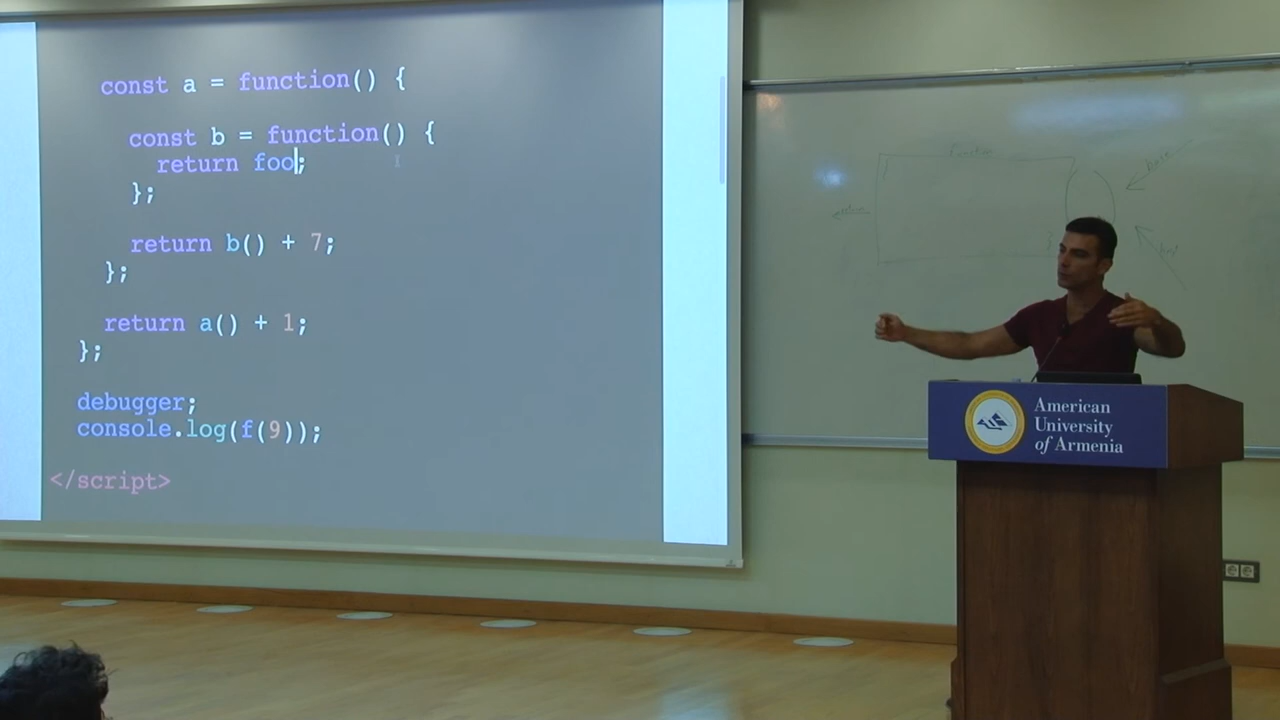 const a = function() {
const b = function() {
return foo;
};
return b() + 7;
};
return a() + 1;
};
debugger;
console.log(f(9));
</script>
American
University
of Armenia